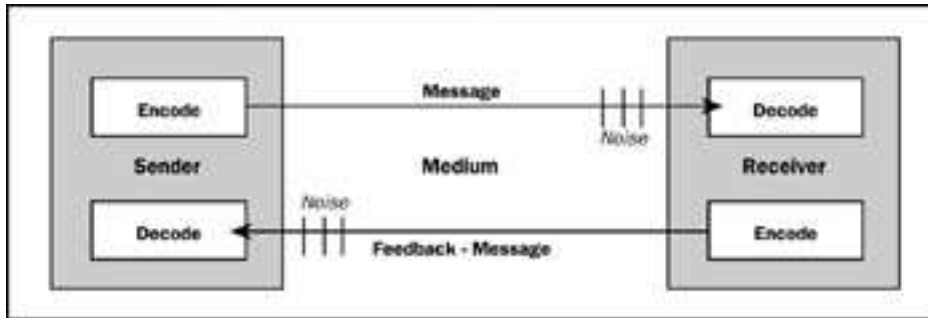 Message
Encode
Decode
Noise
Sender
Medium
Receiver
Noise
Decode
Encode
Feedback - Message